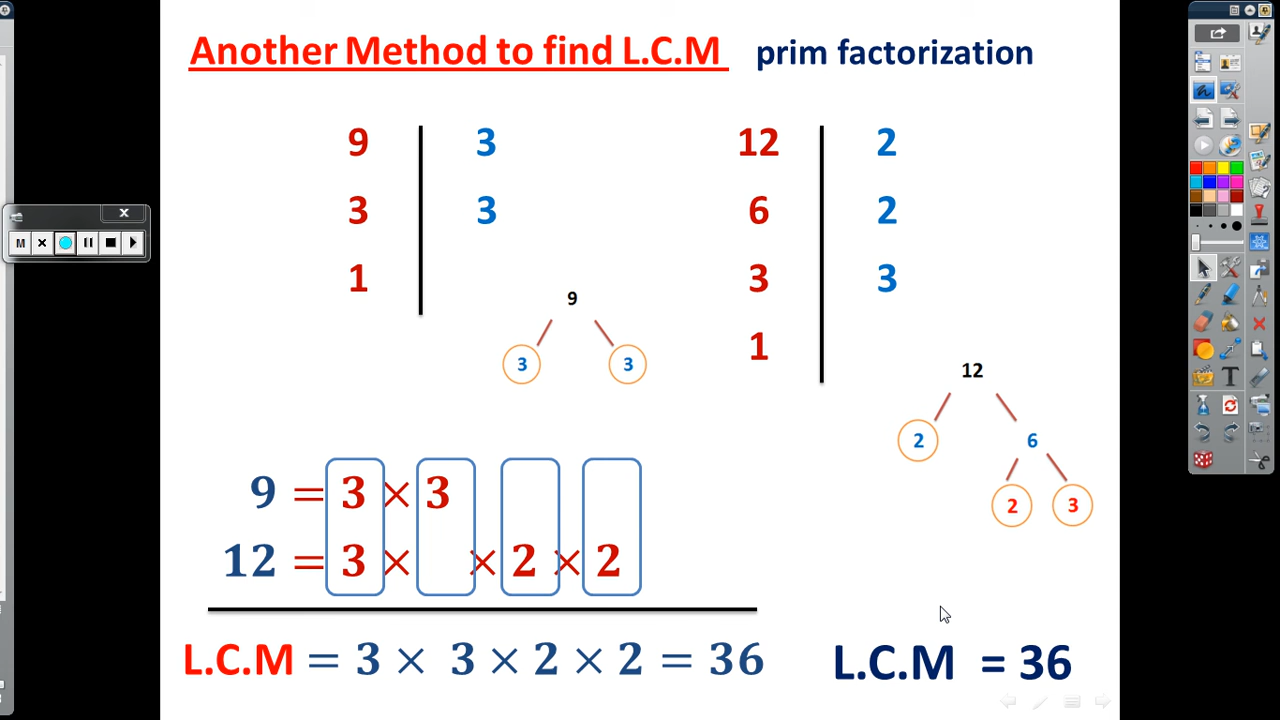 Another Method to find L.C.M prim factorization
9 3
3 3
1
12 2
6 2
3 3
1
9
3 3
12
2 6
2 3
9 = 3 × 3
12 = 3 × × 2 × 2
L.C.M = 3 × 3 × 2 × 2 = 36
L.C.M = 36
M
T